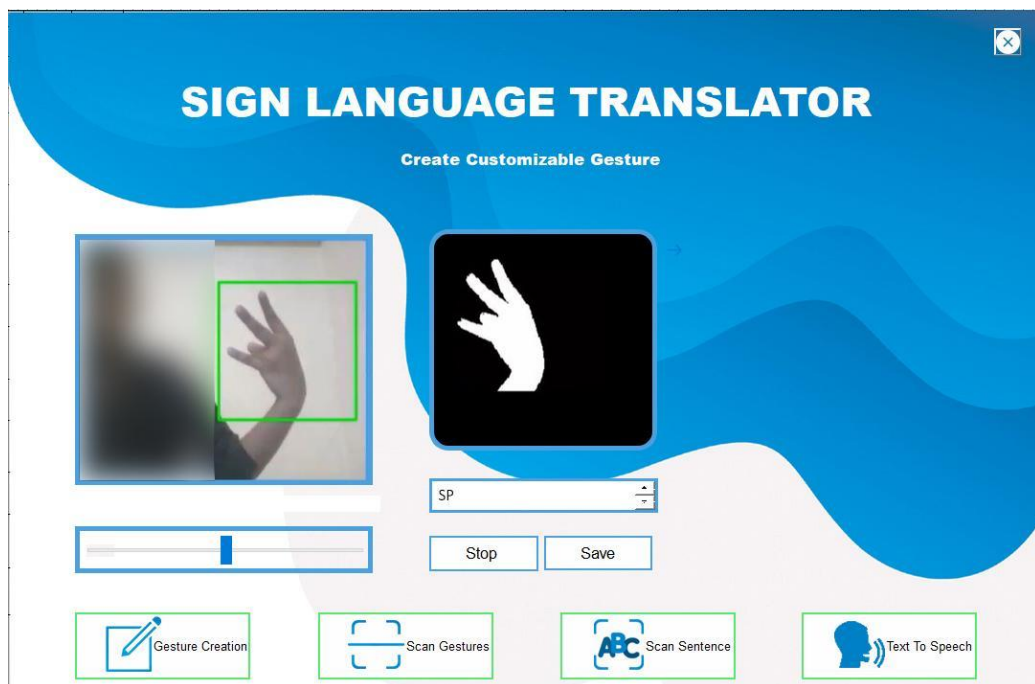 SIGN LANGUAGE TRANSLATOR
Create Customizable Gesture
SP
Stop
Save
Gesture Creation
Scan Gestures
ABC
Scan Sentence
Text To Speech